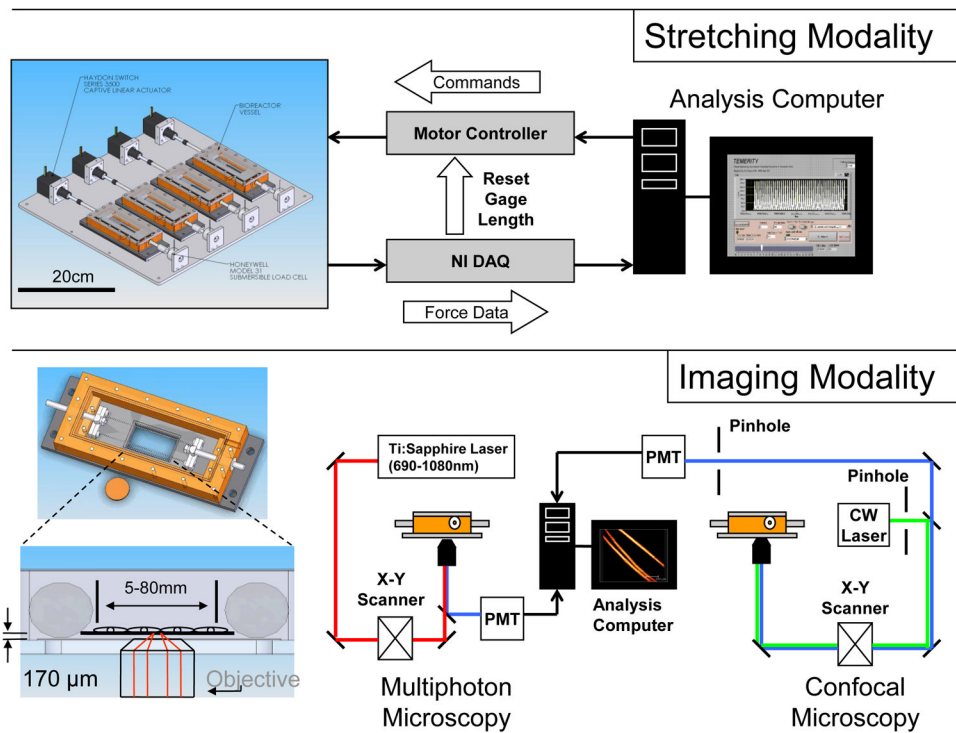 Stretching Modality
HAYDON SWITCH
SERIES 3500
CAPTIVE LINEAR ACTUATOR
BIOREACTOR
VESSEL
HONEYWELL
MODEL 31
SUBMERSIBLE LOAD CELL
20cm
Commands
Motor Controller
Reset
Gage
Length
NI DAQ
Force Data
Analysis Computer
TEMERITY
Imaging Modality
5-80mm
170 µm
Objective
Ti:Sapphire Laser
(690-1080nm)
X-Y
Scanner
PMT
Multiphoton
Microscopy
Analysis
Computer
PMT
Pinhole
Pinhole
CW
Laser
X-Y
Scanner
Confocal
Microscopy